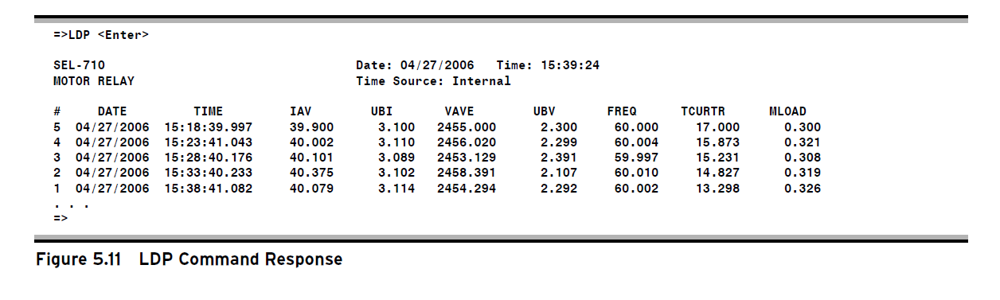 =>LDP <Enter>
SEL-710 Date: 04/27/2006 Time: 15:39:24
MOTOR RELAY Time Source: Internal
# DATE TIME IAV UBI VAVE UBV FREQ TCURTR MLOAD
5 04/27/2006 15:18:39.997 39.900 3.100 2455.000 2.300 60.000 17.000 0.300
4 04/27/2006 15:23:41.043 40.002 3.110 2456.020 2.299 60.004 15.873 0.321
3 04/27/2006 15:28:40.176 40.101 3.089 2453.129 2.391 59.997 15.231 0.308
2 04/27/2006 15:33:40.233 40.375 3.102 2458.391 2.107 60.010 14.827 0.319
1 04/27/2006 15:38:41.082 40.079 3.114 2454.294 2.292 60.002 13.298 0.326
. . .
=>
Figure 5.11 LDP Command Response